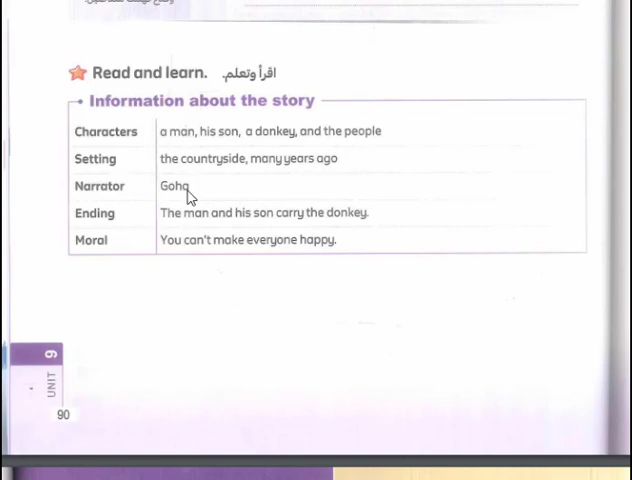 Read and learn. اقرأ وتعلم.
Information about the story
Characters a man, his son, a donkey, and the people
Setting the countryside, many years ago
Narrator Goha
Ending The man and his son carry the donkey.
Moral You can't make everyone happy.
UNIT 9
90